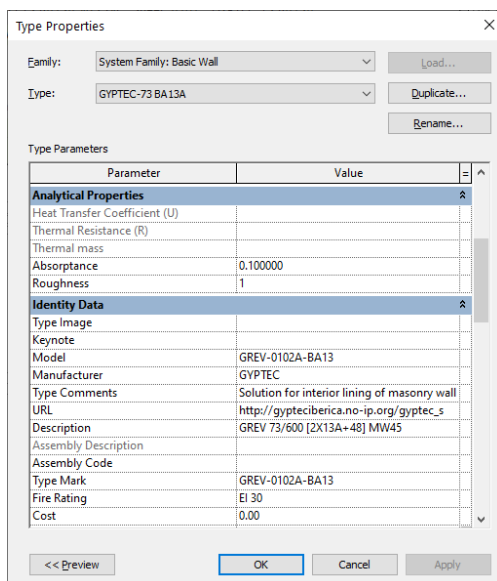 Type Properties
Family: System Family: Basic Wall Load...
Type: GYPTEC-73 BA13A Duplicate...
Rename...
Type Parameters
Parameter Value =
Analytical Properties
Heat Transfer Coefficient (U)
Thermal Resistance (R)
Thermal mass
Absorptance 0.100000
Roughness 1
Identity Data
Type Image
Keynote
Model GREV-0102A-BA13
Manufacturer GYPTEC
Type Comments Solution for interior lining of masonry wall
URL http://gypteciberica.no-ip.org/gyptec_s
Description GREV 73/600 [2X13A+48] MW45
Assembly Description
Assembly Code
Type Mark GREV-0102A-BA13
Fire Rating EI 30
Cost 0.00
<< Preview OK Cancel Apply